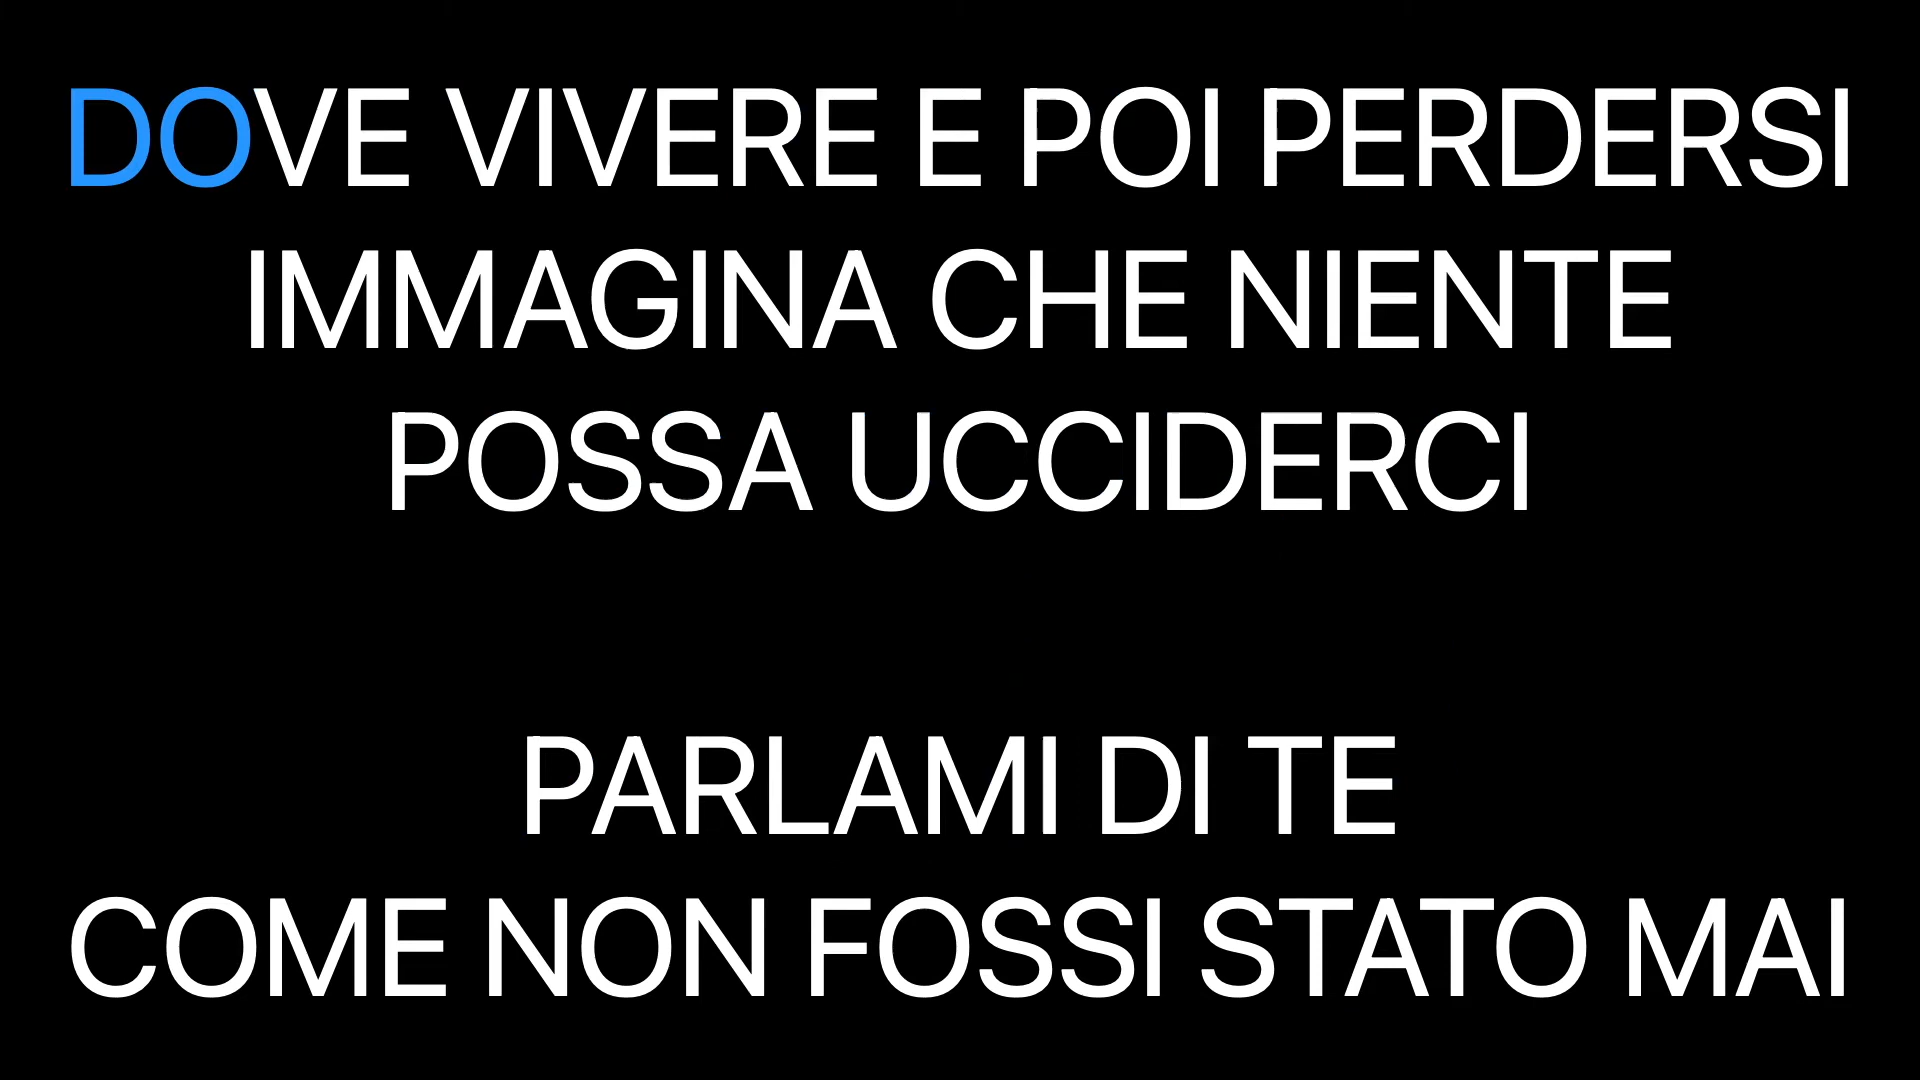 DOVE VIVERE E POI PERDERSI
IMMAGINA CHE NIENTE
POSSA UCCIDERCI
PARLAMI DI TE
COME NON FOSSI STATO MAI